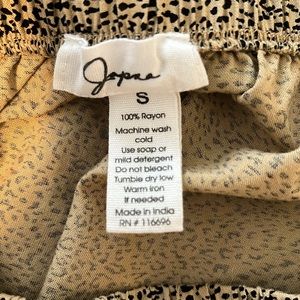 Jopna
S
100% Rayon
Machine wash
cold
Use soap or
mild detergent
Do not bleach
Tumble dry low
Warm iron
If needed
Made in India
RN # 116696